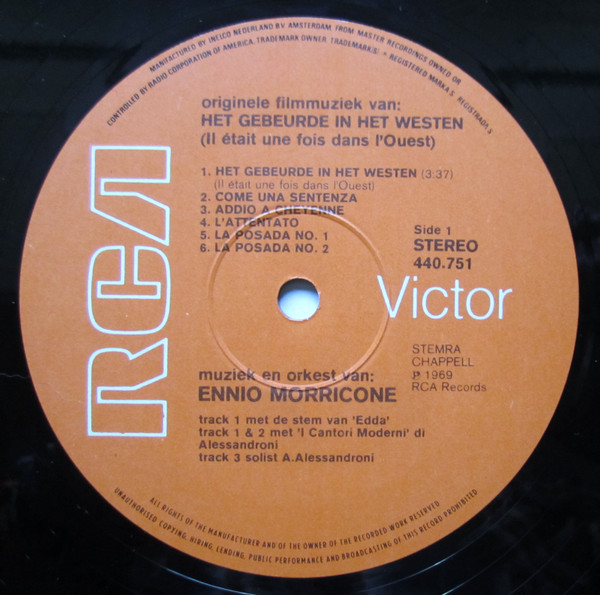 MANUFACTURED BY INELCO NEDERLAND B.V. AMSTERDAM, FROM MASTER RECORDINGS OWNED OR
CONTROLLED BY RADIO CORPORATION OF AMERICA. TRADEMARK OWNER. TRADEMARK(S) ® REGISTERED MARKA S REGISTRADI S
originele filmmuziek van:
HET GEBEURDE IN HET WESTEN
(Il était une fois dans l'Ouest)
1. HET GEBEURDE IN HET WESTEN (3:37)
(Il était une fois dans l'Ouest)
2. COME UNA SENTENZA
3. ADDIO A CHEYENNE
4. L'ATTENTATO
5. LA POSADA NO. 1
6. LA POSADA NO. 2
Side 1
STEREO
440.751
RCA
Victor
STEMRA
CHAPPELL
℗ 1969
RCA Records
muziek en orkest van:
ENNIO MORRICONE
track 1 met de stem van 'Edda'
track 1 & 2 met 'I Cantori Moderni' di
Alessandroni
track 3 solist A.Alessandroni
ALL RIGHTS OF THE MANUFACTURER AND OF THE OWNER OF THE RECORDED WORK RESERVED
UNAUTHORISED COPYING, HIRING, LENDING, PUBLIC PERFORMANCE AND BROADCASTING OF THIS RECORD PROHIBITED